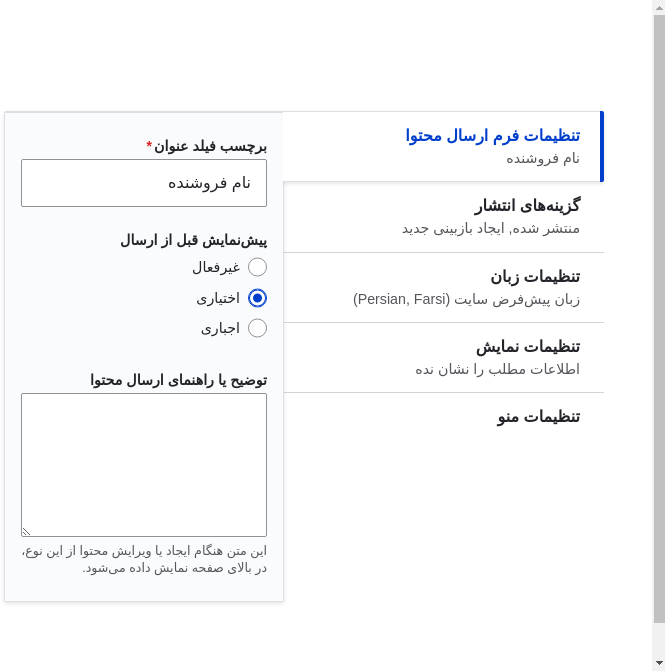 تنظیمات فرم ارسال محتوا
نام فروشنده
گزینه‌های انتشار
منتشر شده, ایجاد بازبینی جدید
تنظیمات زبان
زبان پیش‌فرض سایت (Persian, Farsi)
تنظیمات نمایش
اطلاعات مطلب را نشان نده
تنظیمات منو
برچسب فیلد عنوان *
نام فروشنده
پیش‌نمایش قبل از ارسال
غیرفعال
اختیاری
اجباری
توضیح یا راهنمای ارسال محتوا
این متن هنگام ایجاد یا ویرایش محتوا از این نوع،
در بالای صفحه نمایش داده می‌شود.